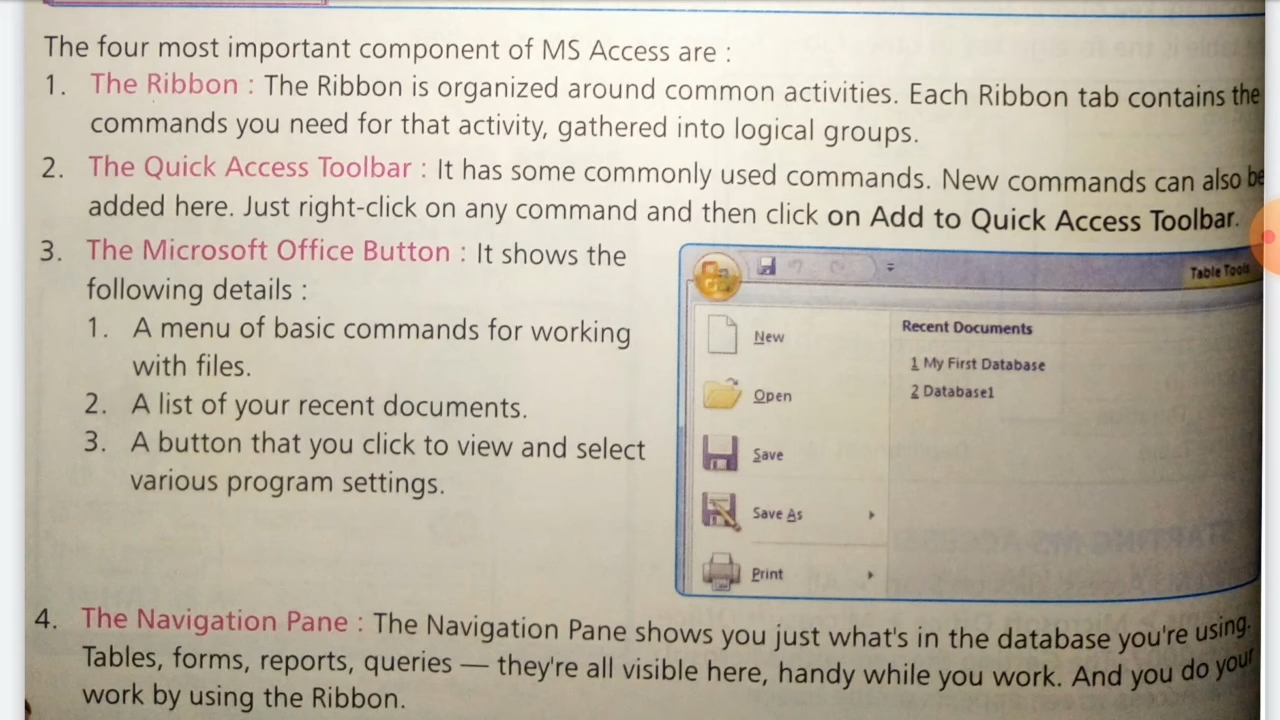 The four most important component of MS Access are :
1. The Ribbon : The Ribbon is organized around common activities. Each Ribbon tab contains the
commands you need for that activity, gathered into logical groups.
2. The Quick Access Toolbar : It has some commonly used commands. New commands can also be
added here. Just right-click on any command and then click on Add to Quick Access Toolbar.
3. The Microsoft Office Button : It shows the
following details :
1. A menu of basic commands for working
with files.
2. A list of your recent documents.
3. A button that you click to view and select
various program settings.
Table Tools
New
Open
Save
Save As
Print
Recent Documents
1 My First Database
2 Database1
4. The Navigation Pane : The Navigation Pane shows you just what's in the database you're using.
Tables, forms, reports, queries — they're all visible here, handy while you work. And you do your
work by using the Ribbon.